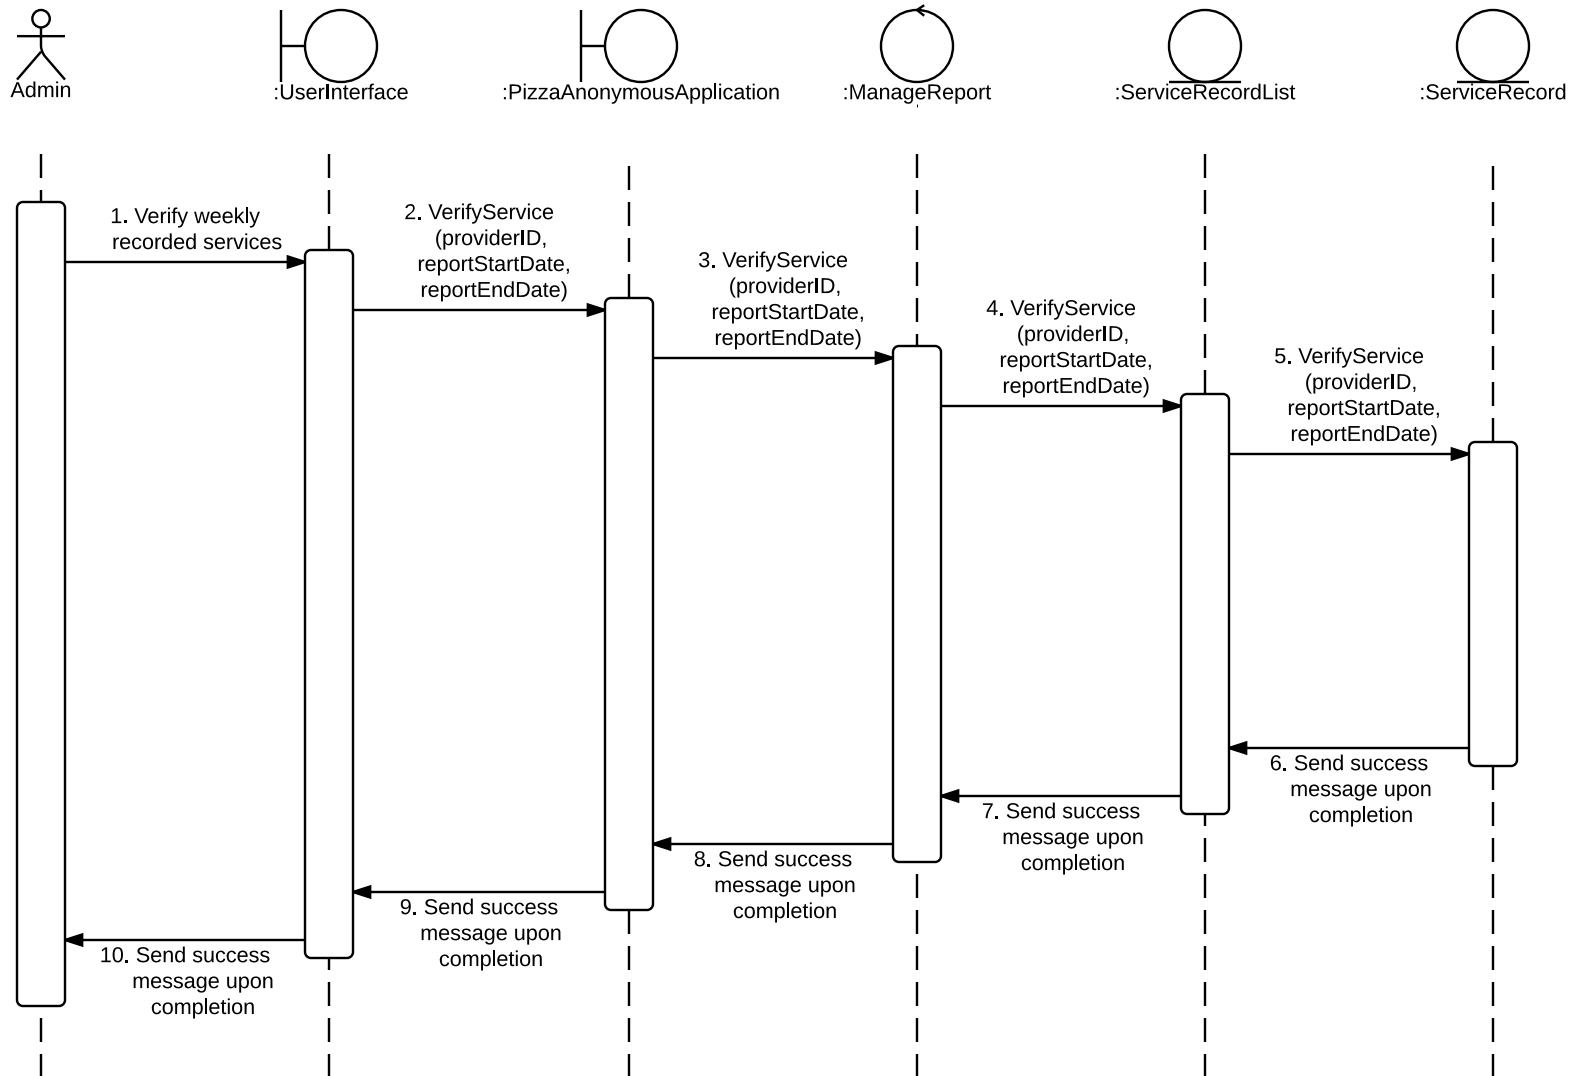 Admin
:UserInterface
:PizzaAnonymousApplication
:ManageReport
:ServiceRecordList
:ServiceRecord
1. Verify weekly
recorded services
2. VerifyService
(providerID,
reportStartDate,
reportEndDate)
3. VerifyService
(providerID,
reportStartDate,
reportEndDate)
4. VerifyService
(providerID,
reportStartDate,
reportEndDate)
5. VerifyService
(providerID,
reportStartDate,
reportEndDate)
6. Send success
message upon
completion
7. Send success
message upon
completion
8. Send success
message upon
completion
9. Send success
message upon
completion
10. Send success
message upon
completion